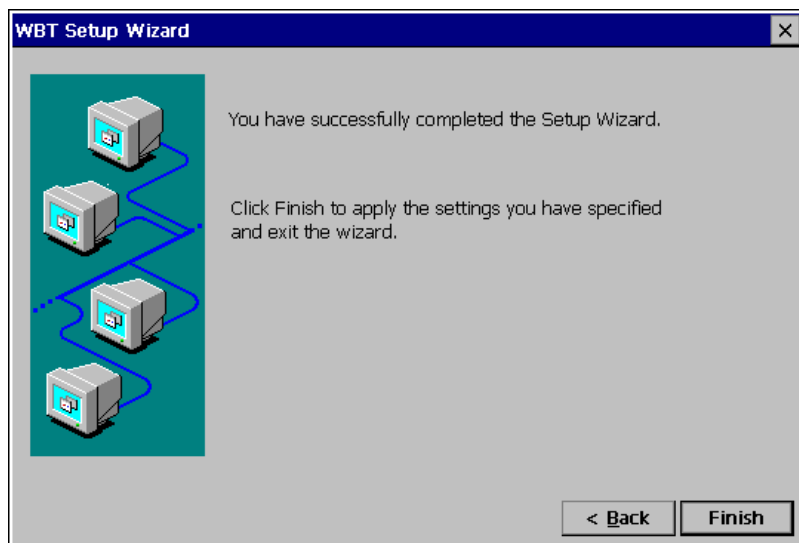 WBT Setup Wizard
You have successfully completed the Setup Wizard.
Click Finish to apply the settings you have specified
and exit the wizard.
< Back
Finish